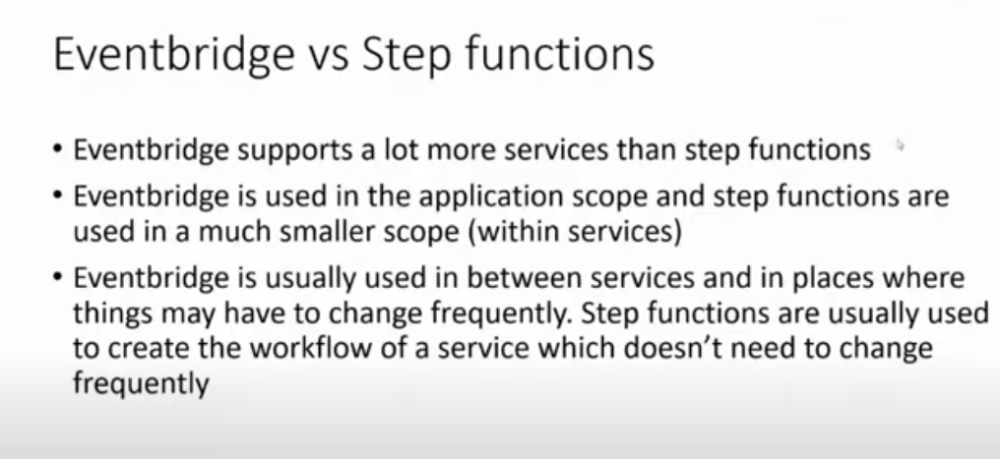 Eventbridge vs Step functions
• Eventbridge supports a lot more services than step functions
• Eventbridge is used in the application scope and step functions are
used in a much smaller scope (within services)
• Eventbridge is usually used in between services and in places where
things may have to change frequently. Step functions are usually used
to create the workflow of a service which doesn’t need to change
frequently